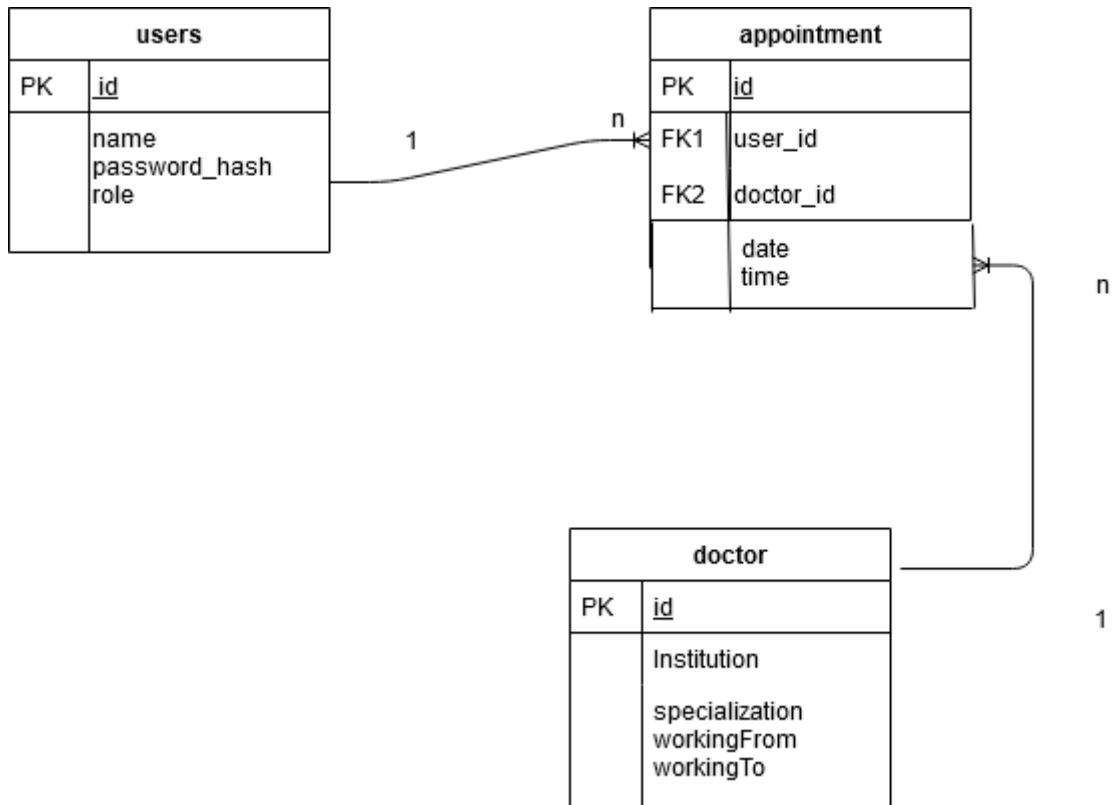 users
PK id
name
password_hash
role
1
n
appointment
PK id
FK1 user_id
FK2 doctor_id
date
time
n
1
doctor
PK id
Institution
specialization
workingFrom
workingTo